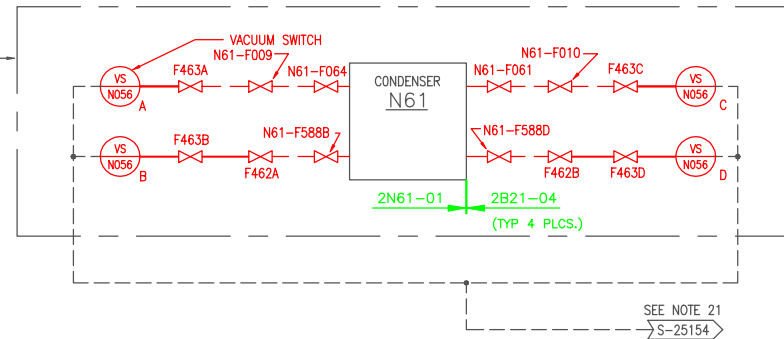 VACUUM SWITCH
N61-F009
N61-F010
F463A
N61-F064
CONDENSER
N61
N61-F061
F463C
VS
N056
A
VS
N056
C
F463B
N61-F588B
N61-F588D
VS
N056
B
F462A
F462B
F463D
VS
N056
D
2N61-01
2B21-04
(TYP 4 PLCS.)
SEE NOTE 21
S-25154